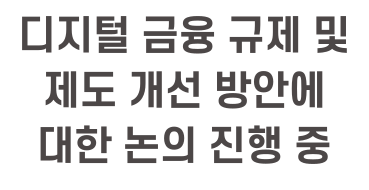 디지털 금융 규제 및
제도 개선 방안에
대한 논의 진행 중